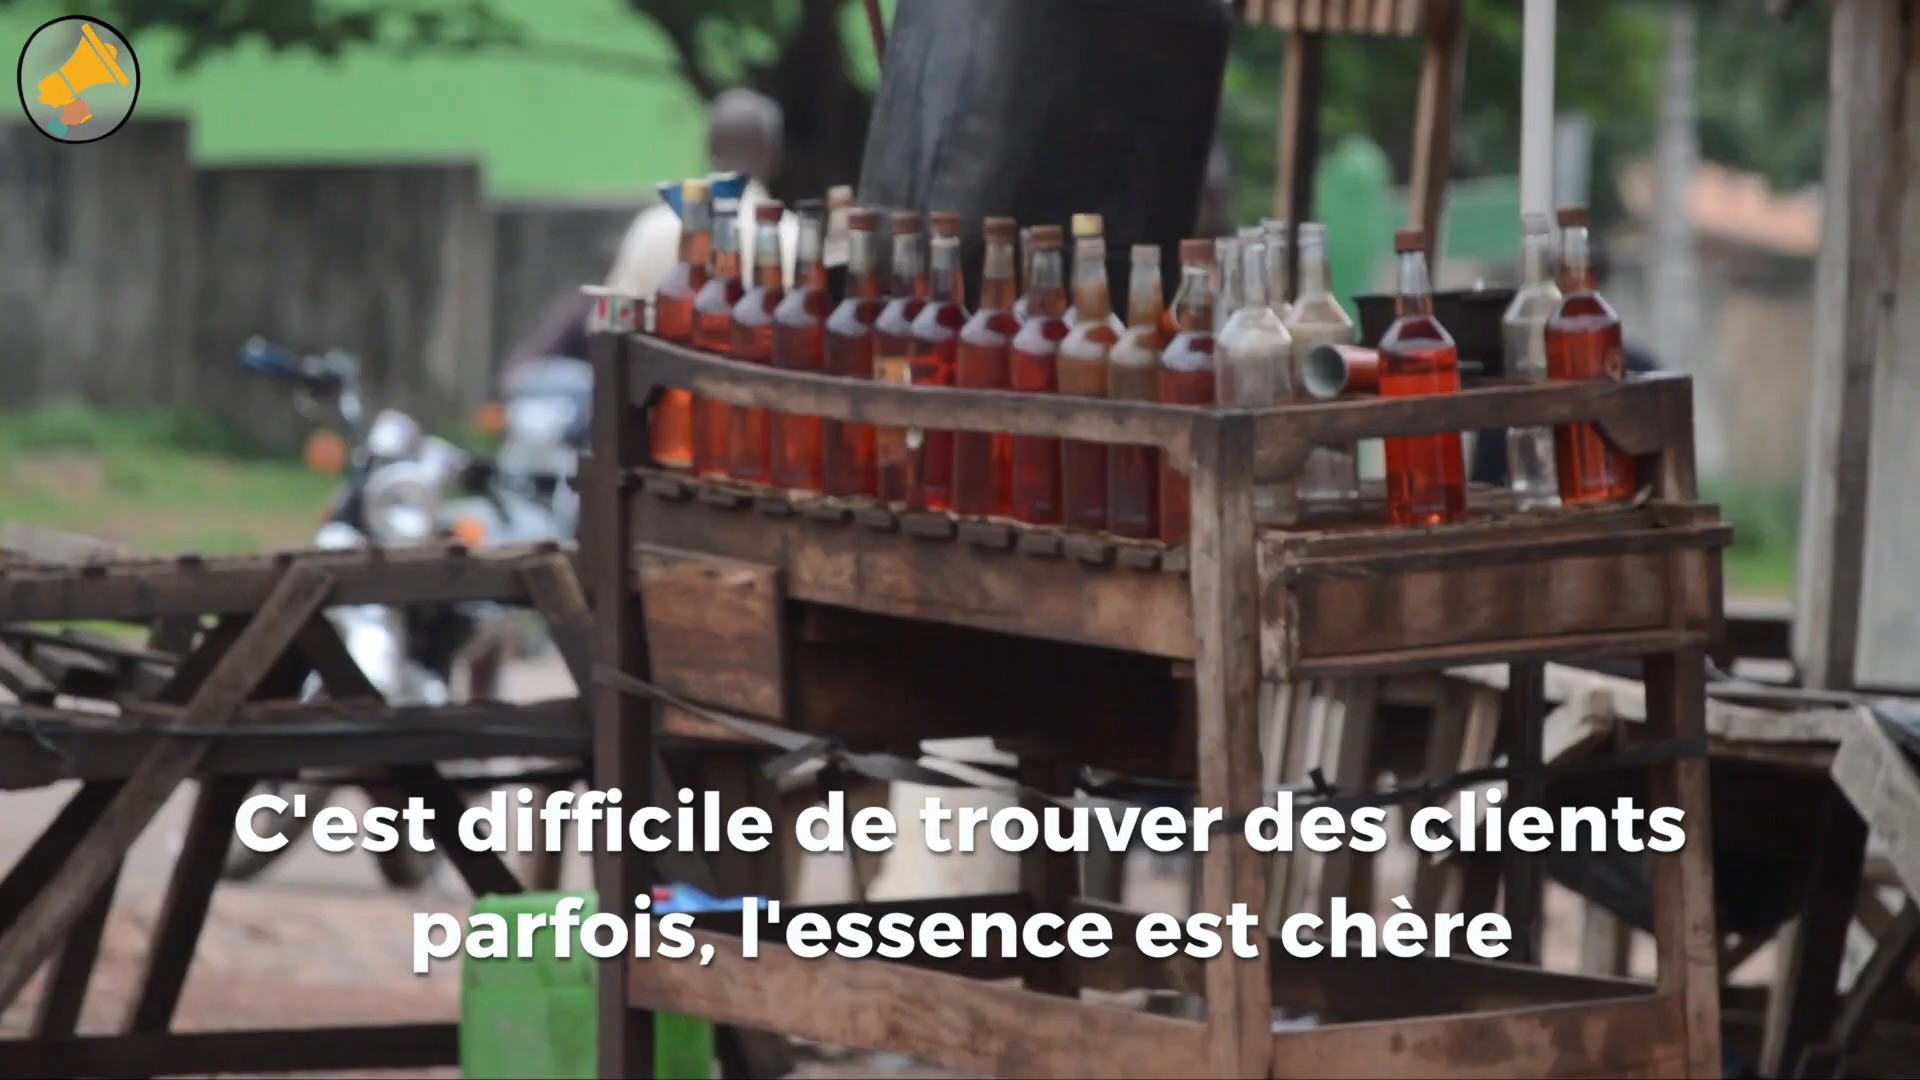 C'est difficile de trouver des clients
parfois, l'essence est chère